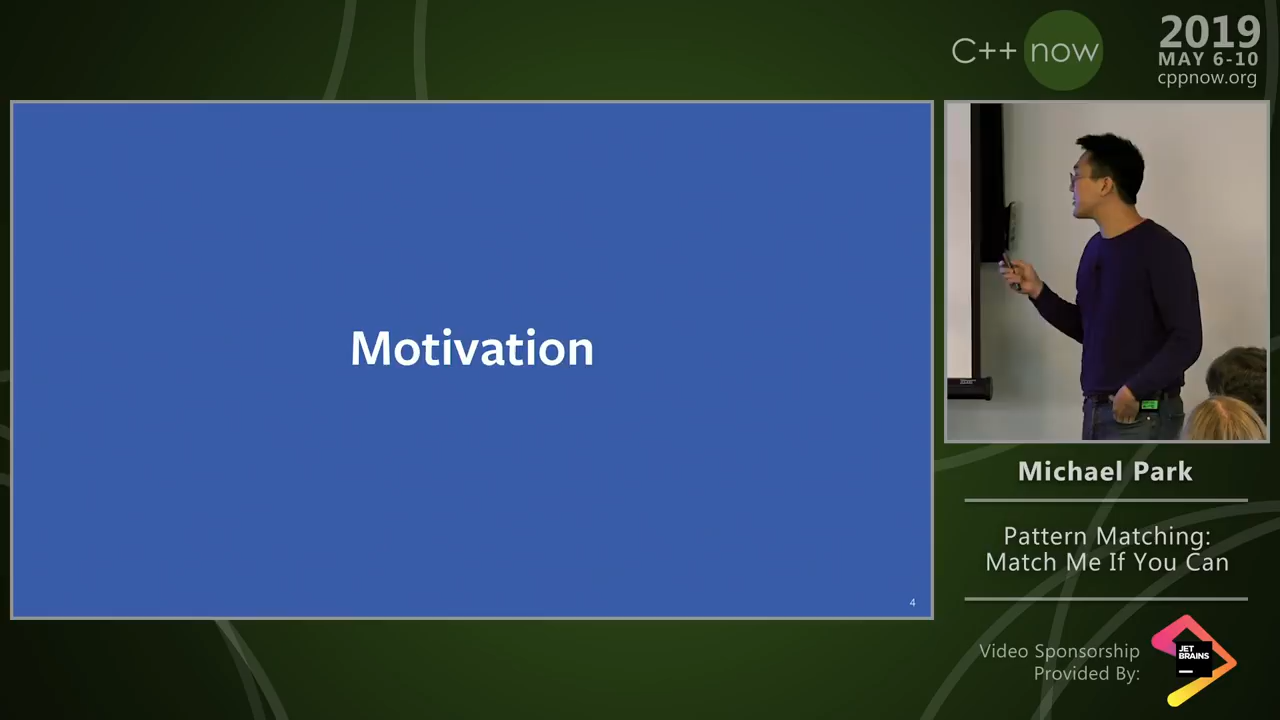 C++ now
2019
MAY 6-10
cppnow.org
Motivation
4
Michael Park
Pattern Matching:
Match Me If You Can
Video Sponsorship
Provided By:
JET
BRAINS